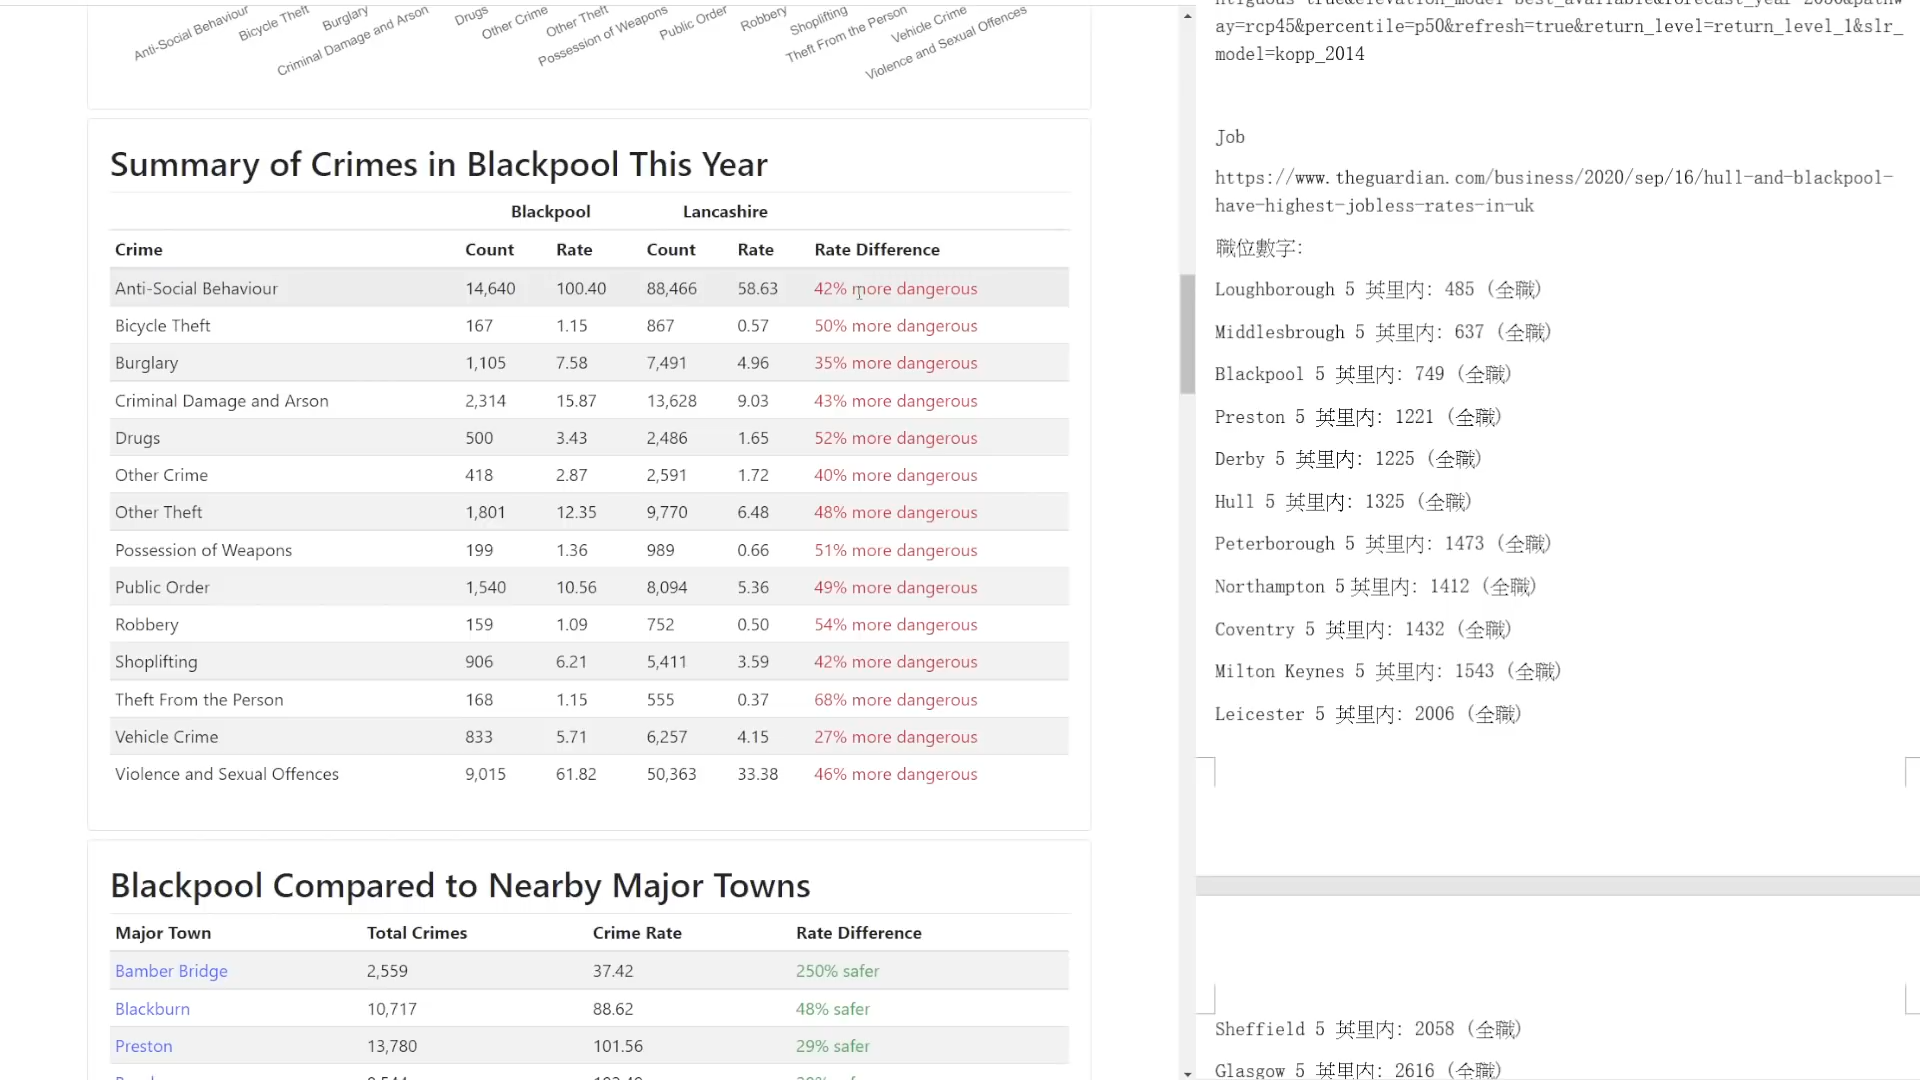 Anti-Social Behaviour
Bicycle Theft
Burglary
Criminal Damage and Arson
Drugs
Other Crime
Other Theft
Possession of Weapons
Public Order
Robbery
Shoplifting
Theft From the Person
Vehicle Crime
Violence and Sexual Offences
Summary of Crimes in Blackpool This Year
Blackpool Lancashire
Crime Count Rate Count Rate Rate Difference
Anti-Social Behaviour 14,640 100.40 88,466 58.63 42% more dangerous
Bicycle Theft 167 1.15 867 0.57 50% more dangerous
Burglary 1,105 7.58 7,491 4.96 35% more dangerous
Criminal Damage and Arson 2,314 15.87 13,628 9.03 43% more dangerous
Drugs 500 3.43 2,486 1.65 52% more dangerous
Other Crime 418 2.87 2,591 1.72 40% more dangerous
Other Theft 1,801 12.35 9,770 6.48 48% more dangerous
Possession of Weapons 199 1.36 989 0.66 51% more dangerous
Public Order 1,540 10.56 8,094 5.36 49% more dangerous
Robbery 159 1.09 752 0.50 54% more dangerous
Shoplifting 906 6.21 5,411 3.59 42% more dangerous
Theft From the Person 168 1.15 555 0.37 68% more dangerous
Vehicle Crime 833 5.71 6,257 4.15 27% more dangerous
Violence and Sexual Offences 9,015 61.82 50,363 33.38 46% more dangerous
Blackpool Compared to Nearby Major Towns
Major Town Total Crimes Crime Rate Rate Difference
Bamber Bridge 2,559 37.42 250% safer
Blackburn 10,717 88.62 48% safer
Preston 13,780 101.56 29% safer
ay=rcp45&percentile=p50&refresh=true&return_level=return_level_1&slr_
model=kopp_2014
Job
https://www.theguardian.com/business/2020/sep/16/hull-and-blackpool-
have-highest-jobless-rates-in-uk
職位數字:
Loughborough 5 英里內: 485 (全職)
Middlesbrough 5 英里內: 637 (全職)
Blackpool 5 英里內: 749 (全職)
Preston 5 英里內: 1221 (全職)
Derby 5 英里內: 1225 (全職)
Hull 5 英里內: 1325 (全職)
Peterborough 5 英里內: 1473 (全職)
Northampton 5英里內: 1412 (全職)
Coventry 5 英里內: 1432 (全職)
Milton Keynes 5 英里內: 1543 (全職)
Leicester 5 英里內: 2006 (全職)
Sheffield 5 英里內: 2058 (全職)
Glasgow 5 英里內: 2616 (全職)